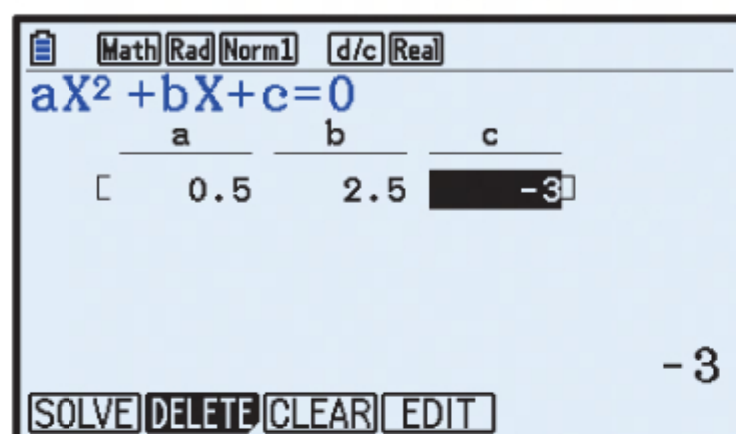 Math Rad Norm1 d/c Real
aX² +bX+c=0
a b c
[ 0.5 2.5 -3 ]
-3
SOLVE DELETE CLEAR EDIT